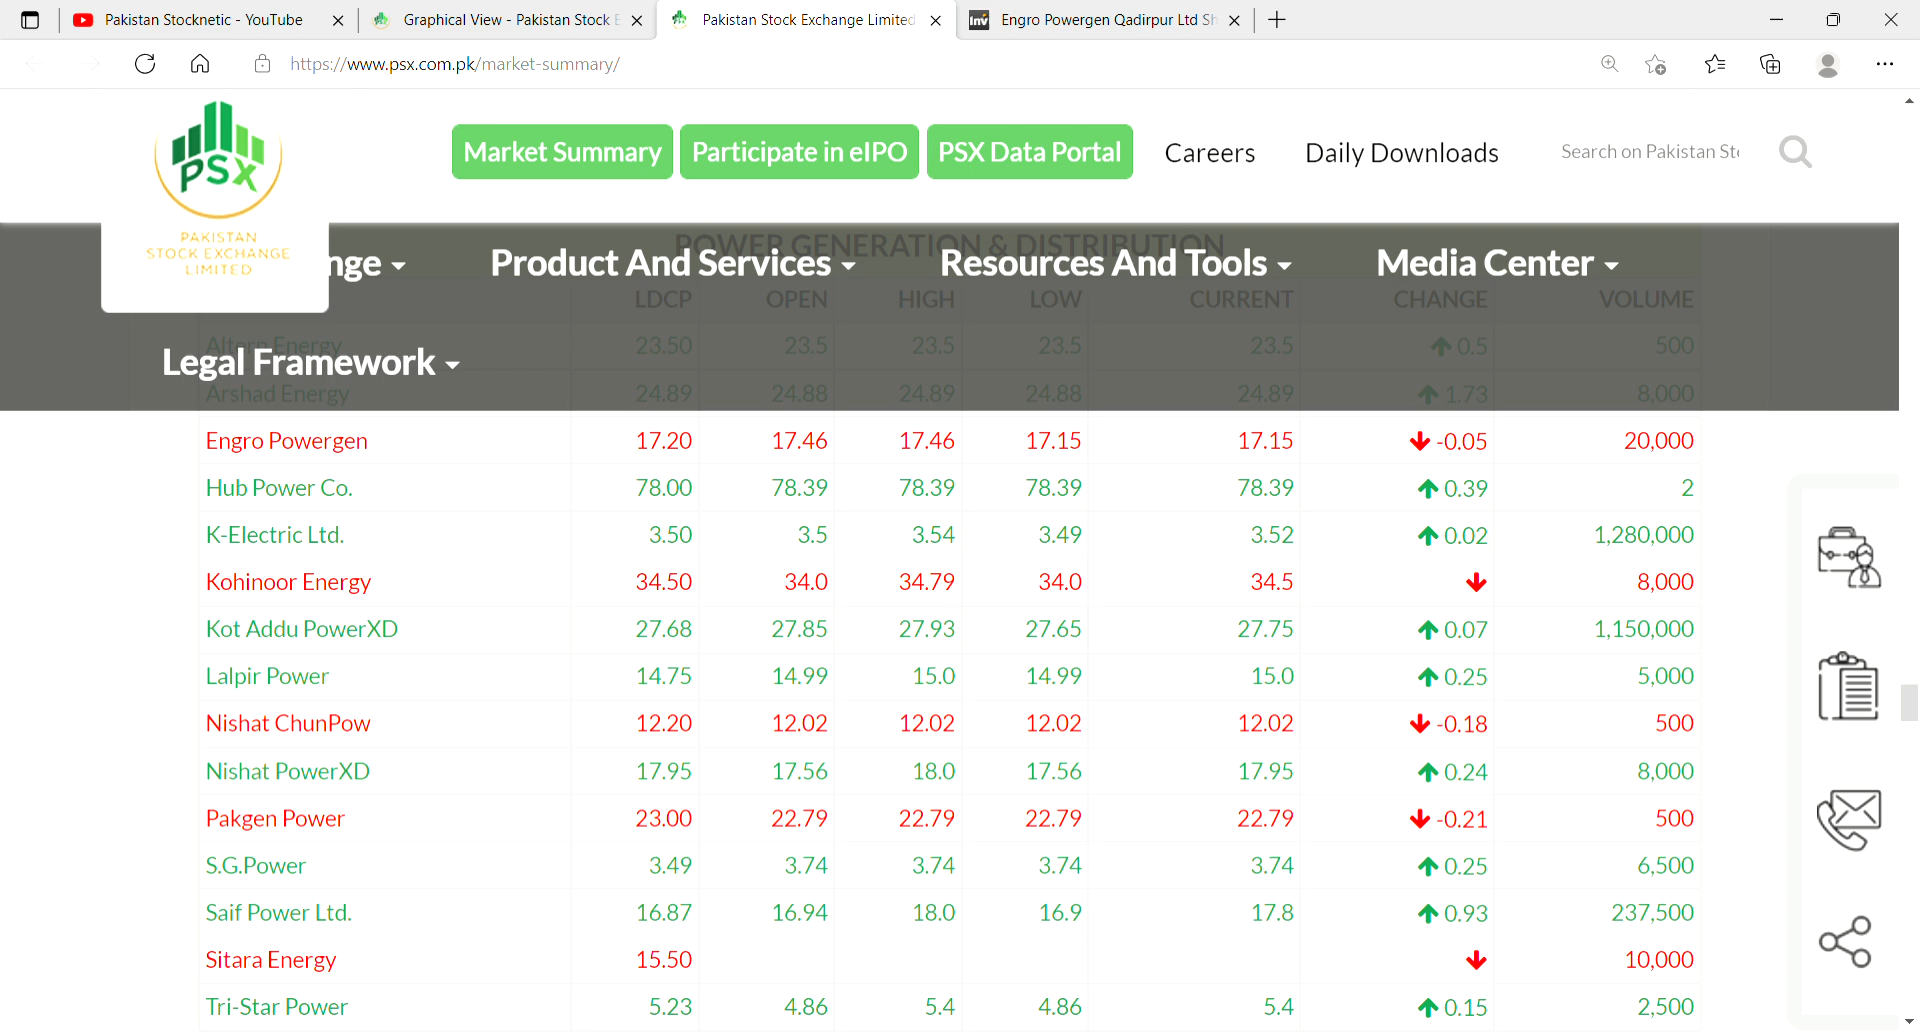 Pakistan Stocknetic - YouTube
Graphical View - Pakistan Stock E
Pakistan Stock Exchange Limited
inv Engro Powergen Qadirpur Ltd Sh
https://www.psx.com.pk/market-summary/
PSX
PAKISTAN
STOCK EXCHANGE
LIMITED
Market Summary Participate in eIPO PSX Data Portal Careers Daily Downloads Search on Pakistan Sto
nge Product And Services Resources And Tools Media Center
Legal Framework
POWER GENERATION & DISTRIBUTION
LDCP OPEN HIGH LOW CURRENT CHANGE VOLUME
Altern Energy 23.50 23.5 23.5 23.5 23.5 0.5 500
Arshad Energy 24.89 24.88 24.89 24.88 24.89 1.73 8,000
Engro Powergen 17.20 17.46 17.46 17.15 17.15 -0.05 20,000
Hub Power Co. 78.00 78.39 78.39 78.39 78.39 0.39 2
K-Electric Ltd. 3.50 3.5 3.54 3.49 3.52 0.02 1,280,000
Kohinoor Energy 34.50 34.0 34.79 34.0 34.5 8,000
Kot Addu PowerXD 27.68 27.85 27.93 27.65 27.75 0.07 1,150,000
Lalpir Power 14.75 14.99 15.0 14.99 15.0 0.25 5,000
Nishat ChunPow 12.20 12.02 12.02 12.02 12.02 -0.18 500
Nishat PowerXD 17.95 17.56 18.0 17.56 17.95 0.24 8,000
Pakgen Power 23.00 22.79 22.79 22.79 22.79 -0.21 500
S.G.Power 3.49 3.74 3.74 3.74 3.74 0.25 6,500
Saif Power Ltd. 16.87 16.94 18.0 16.9 17.8 0.93 237,500
Sitara Energy 15.50 10,000
Tri-Star Power 5.23 4.86 5.4 4.86 5.4 0.15 2,500